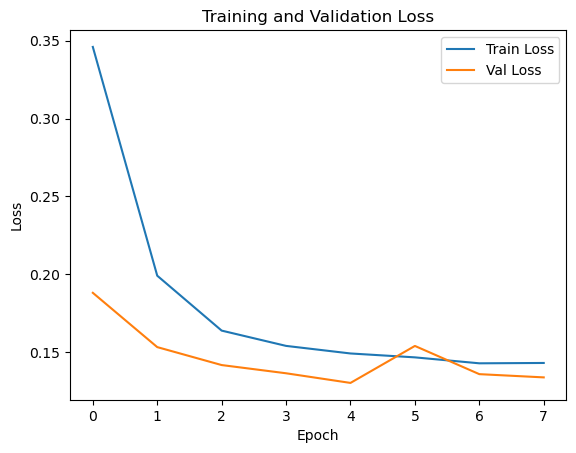 Training and Validation Loss
Train Loss
Val Loss
0.35
0.30
0.25
0.20
0.15
Loss
0 1 2 3 4 5 6 7
Epoch